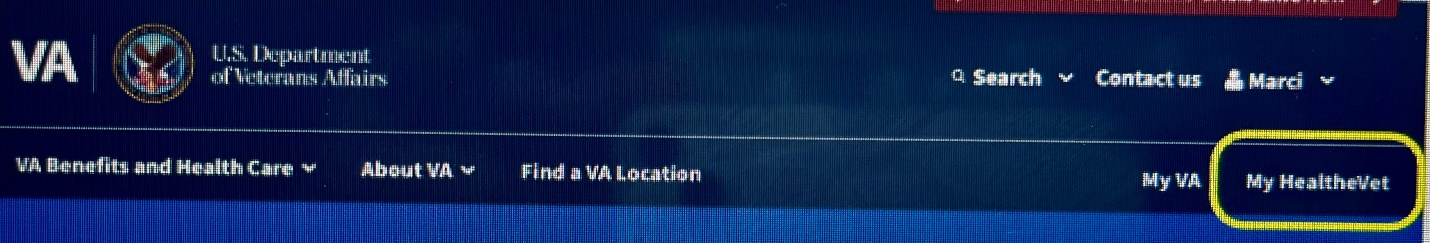 VA
U.S. Department
of Veterans Affairs
Search
Contact us
Marci
VA Benefits and Health Care
About VA
Find a VA Location
My VA
My HealtheVet